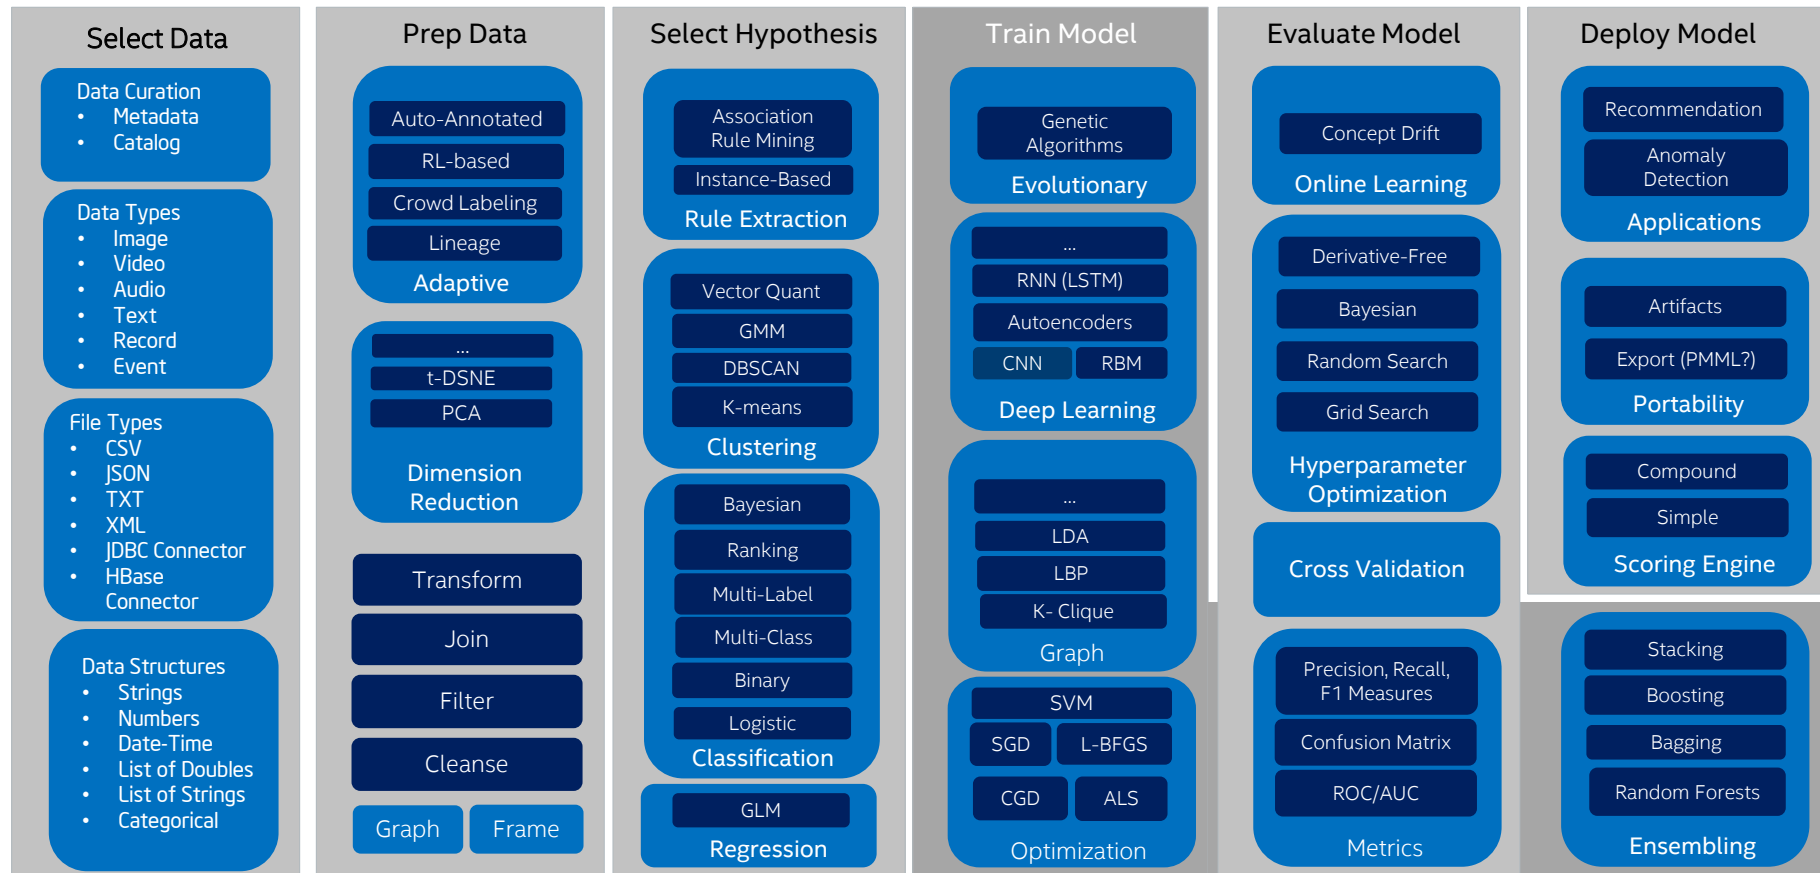 Select Data
Data Curation
• Metadata
• Catalog
Data Types
• Image
• Video
• Audio
• Text
• Record
• Event
File Types
• CSV
• JSON
• TXT
• XML
• JDBC Connector
• HBase
Connector
Data Structures
• Strings
• Numbers
• Date-Time
• List of Doubles
• List of Strings
• Categorical
Prep Data
Auto-Annotated
RL-based
Crowd Labeling
Lineage
Adaptive
...
t-DSNE
PCA
Dimension
Reduction
Transform
Join
Filter
Cleanse
Graph Frame
Select Hypothesis
Association
Rule Mining
Instance-Based
Rule Extraction
Vector Quant
GMM
DBSCAN
K-means
Clustering
Bayesian
Ranking
Multi-Label
Multi-Class
Binary
Logistic
Classification
GLM
Regression
Train Model
Genetic
Algorithms
Evolutionary
...
RNN (LSTM)
Autoencoders
CNN RBM
Deep Learning
...
LDA
LBP
K- Clique
Graph
SVM
SGD L-BFGS
CGD ALS
Optimization
Evaluate Model
Concept Drift
Online Learning
Derivative-Free
Bayesian
Random Search
Grid Search
Hyperparameter
Optimization
Cross Validation
Precision, Recall,
F1 Measures
Confusion Matrix
ROC/AUC
Metrics
Deploy Model
Recommendation
Anomaly
Detection
Applications
Artifacts
Export (PMML?)
Portability
Compound
Simple
Scoring Engine
Stacking
Boosting
Bagging
Random Forests
Ensembling